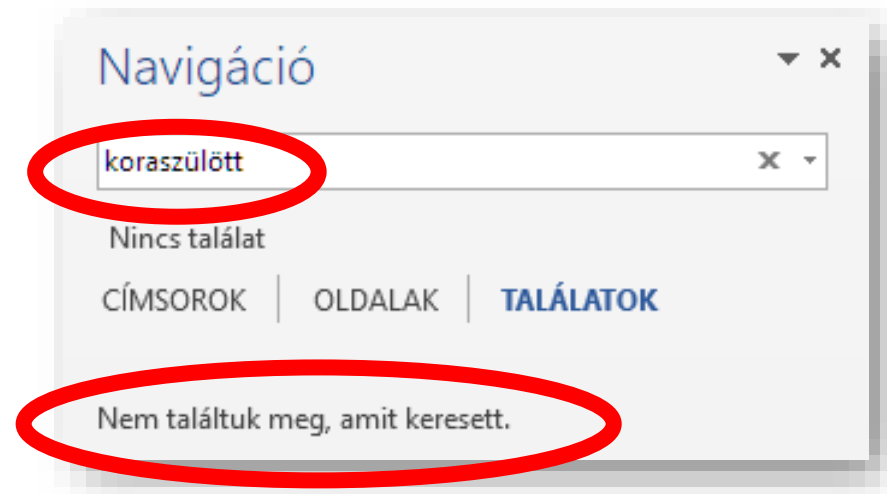 Navigáció
koraszülött
Nincs találat
CÍMSOROK OLDALAK TALÁLATOK
Nem találtuk meg, amit keresett.